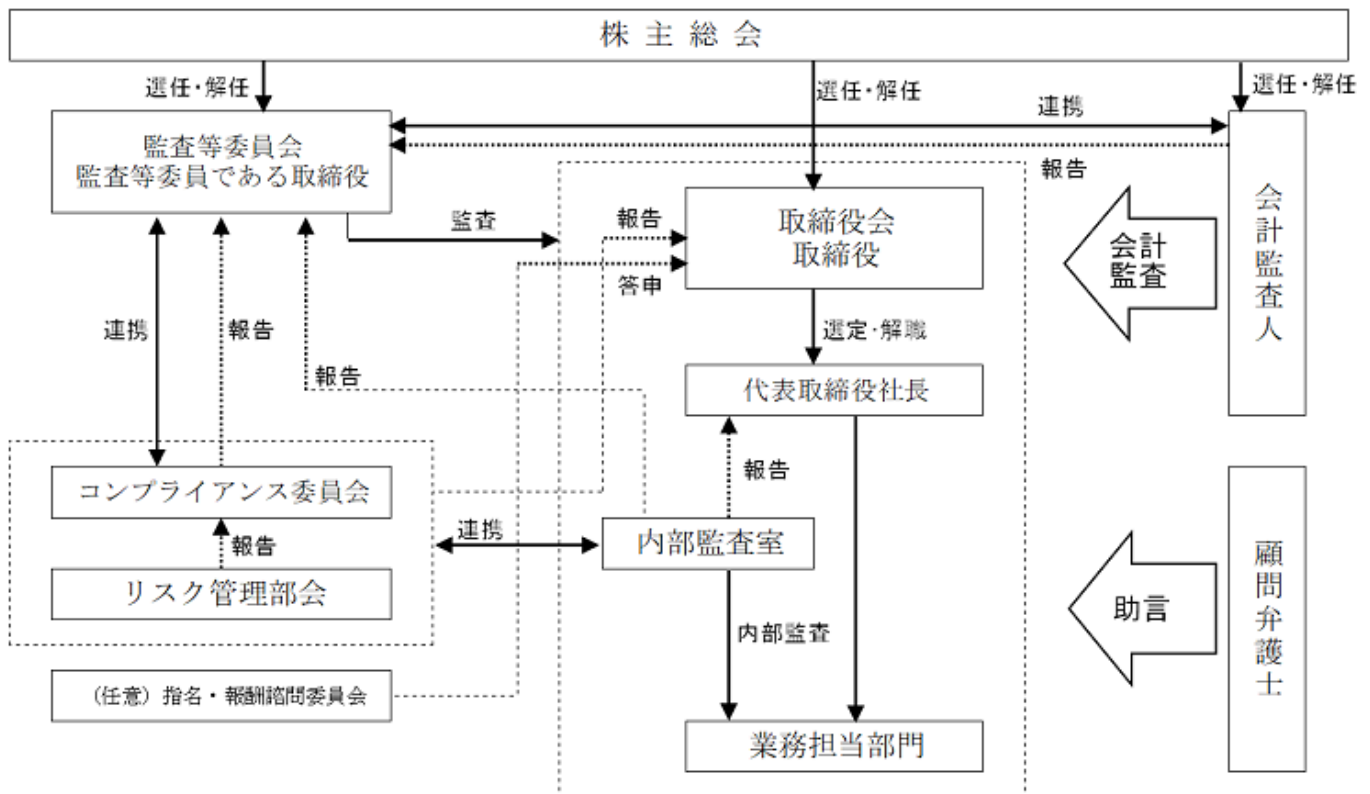 株主総会
選任・解任
選任・解任
選任・解任
監査等委員会
監査等委員である取締役
連携
報告
会計監査人
取締役会
取締役
監査
報告
答申
会計
監査
連携
報告
報告
選定・解職
代表取締役社長
報告
コンプライアンス委員会
報告
リスク管理部会
連携
内部監査室
顧問弁護士
助言
内部監査
(任意)指名・報酬諮問委員会
業務担当部門